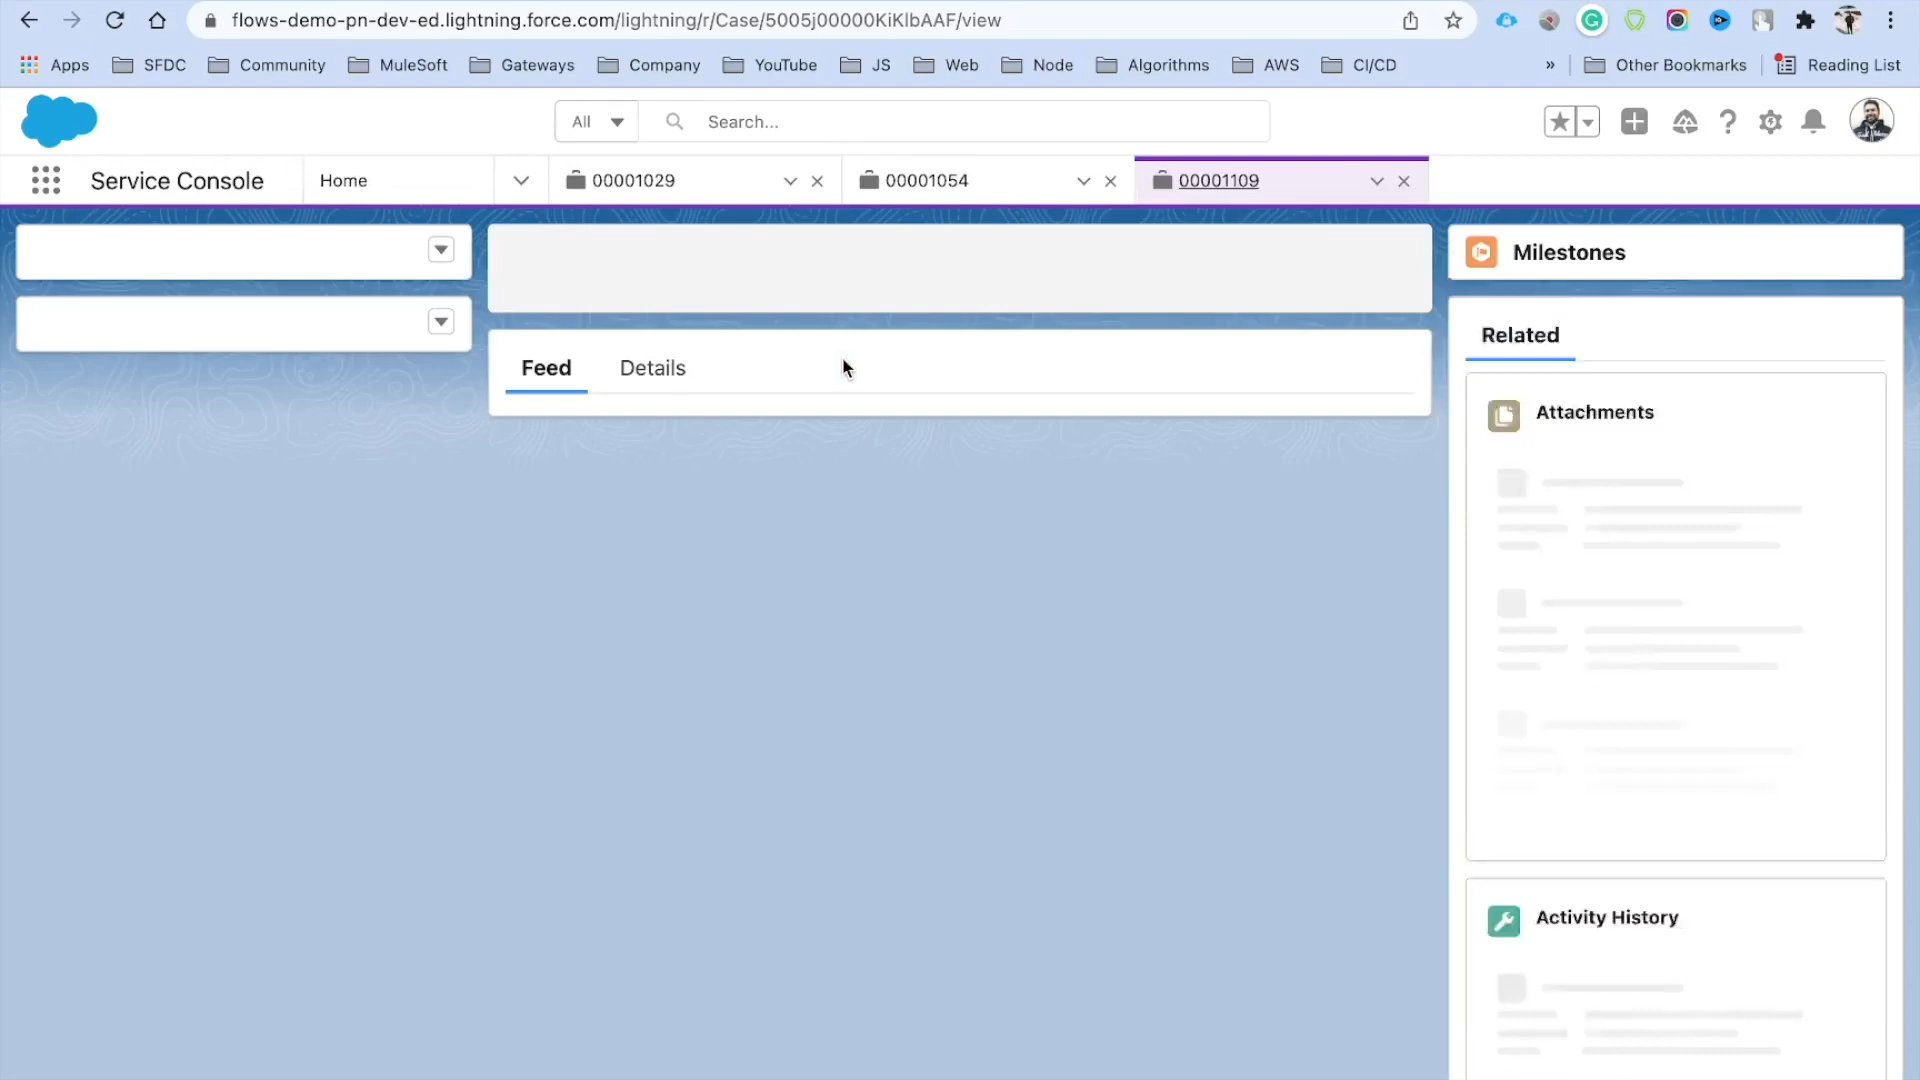 flows-demo-pn-dev-ed.lightning.force.com/lightning/r/Case/5005j00000KiKlbAAF/view
Apps SFDC Community MuleSoft Gateways Company YouTube JS Web Node Algorithms AWS CI/CD » Other Bookmarks Reading List
All Search...
Service Console Home 00001029 00001054 00001109
Milestones
Related
Feed Details
Attachments
Activity History